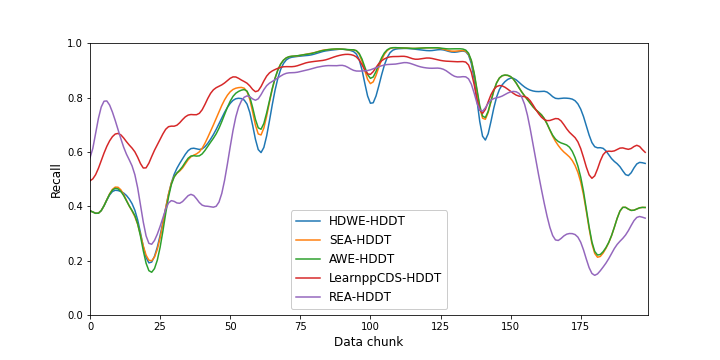 1.0
0.8
0.6
0.4
0.2
0.0
Recall
0 25 50 75 100 125 150 175
Data chunk
HDWE-HDDT
SEA-HDDT
AWE-HDDT
LearnppCDS-HDDT
REA-HDDT